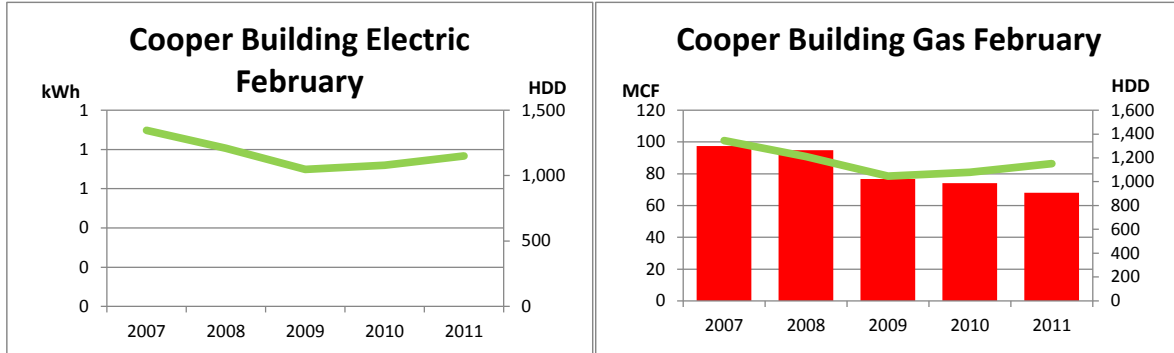 Cooper Building Electric
February
kWh
HDD
1
1
1
0
0
0
1,500
1,000
500
0
2007 2008 2009 2010 2011
Cooper Building Gas February
MCF
HDD
120
100
80
60
40
20
0
1,600
1,400
1,200
1,000
800
600
400
200
0
2007 2008 2009 2010 2011